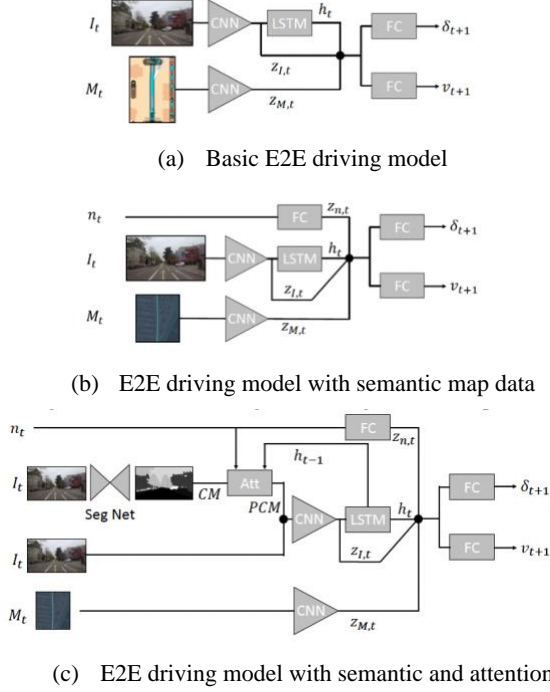 I_t CNN LSTM h_t FC δ_{t+1}
z_{I,t}
M_t CNN z_{M,t} FC v_{t+1}
(a) Basic E2E driving model
n_t FC z_{n,t}
I_t CNN LSTM h_t FC δ_{t+1}
z_{I,t}
M_t CNN z_{M,t} FC v_{t+1}
(b) E2E driving model with semantic map data
n_t FC z_{n,t}
h_{t-1}
I_t CM Att FC δ_{t+1}
Seg Net PCM CNN LSTM h_t
I_t z_{I,t} FC v_{t+1}
M_t CNN z_{M,t}
(c) E2E driving model with semantic and attention